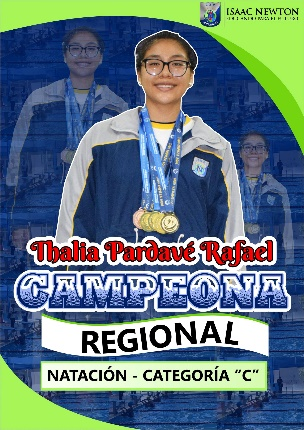 ISAAC NEWTON
Thalia Pardavé Rafael
CAMPEONA
REGIONAL
NATACIÓN - CATEGORÍA "C"